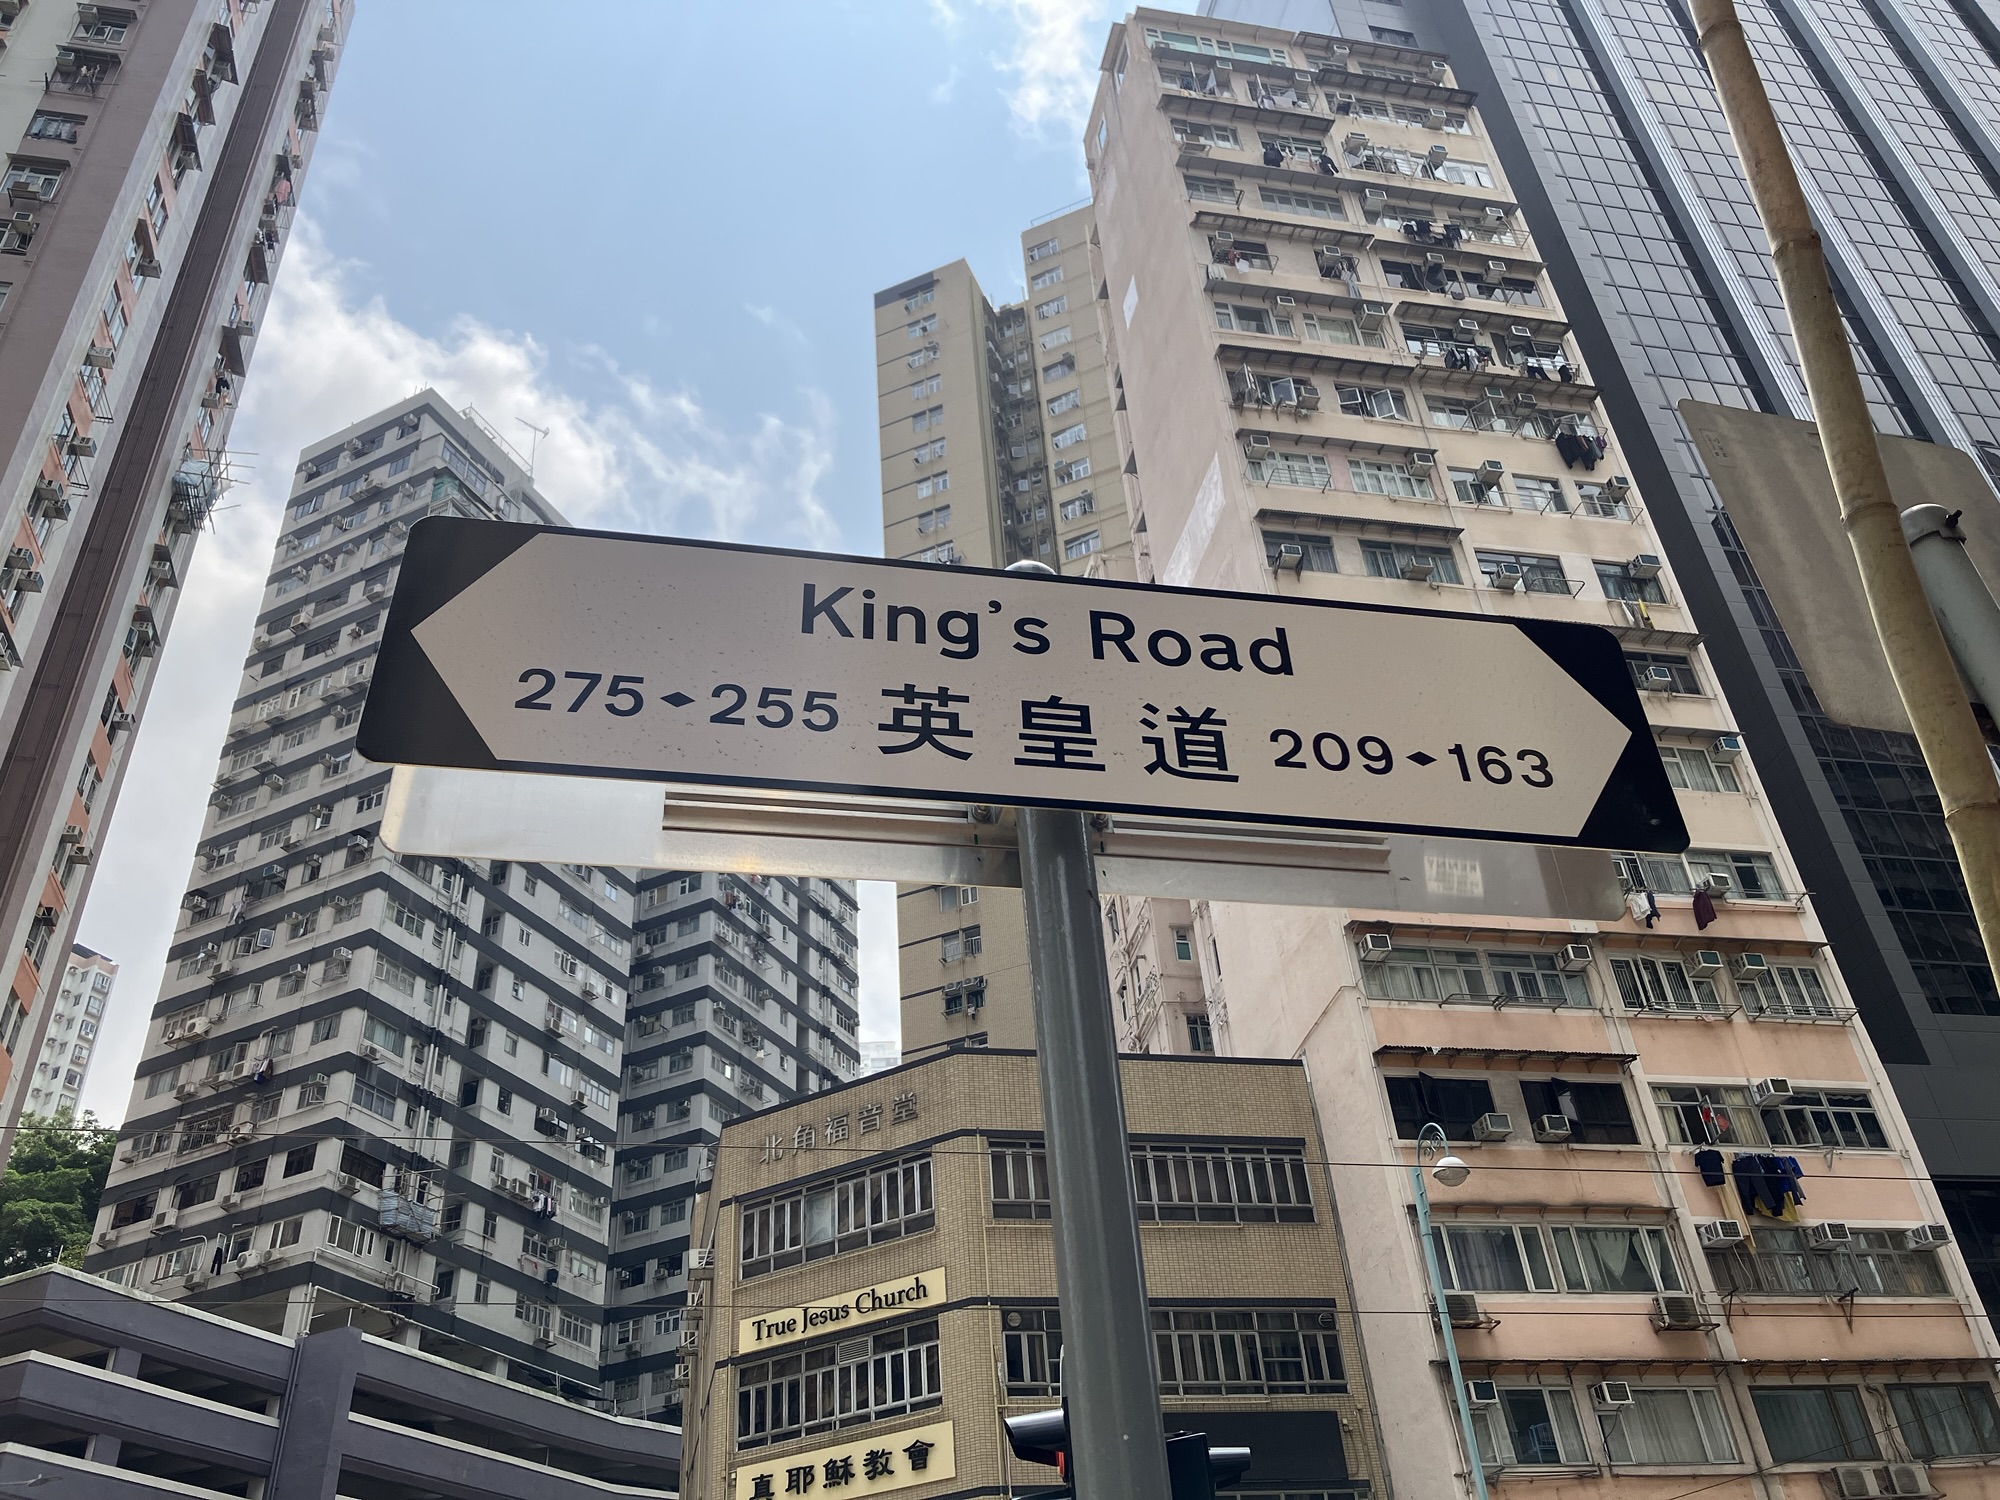 King's Road
275◆255 英皇道 209◆163
北角福音堂
True Jesus Church
真耶穌教會